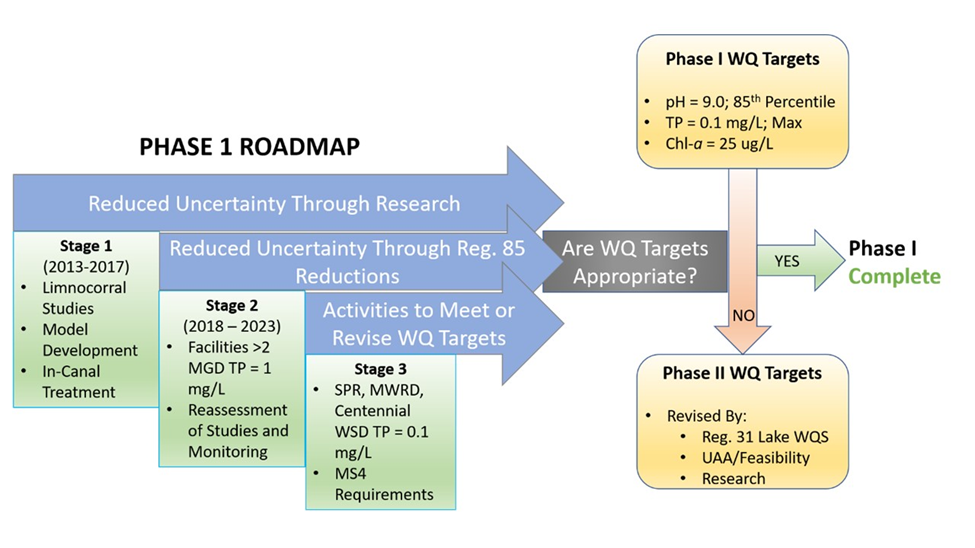 PHASE 1 ROADMAP
Reduced Uncertainty Through Research
Stage 1
(2013-2017)
• Limnocorral
Studies
• Model
Development
• In-Canal
Treatment
Reduced Uncertainty Through Reg. 85
Reductions
Stage 2
(2018 – 2023)
• Facilities >2
MGD TP = 1
mg/L
• Reassessment
of Studies and
Monitoring
Activities to Meet or
Revise WQ Targets
Stage 3
• SPR, MWRD,
Centennial
WSD TP = 0.1
mg/L
• MS4
Requirements
Are WQ Targets
Appropriate?
Phase I WQ Targets
• pH = 9.0; 85th Percentile
• TP = 0.1 mg/L; Max
• Chl-a = 25 ug/L
YES
Phase I
Complete
NO
Phase II WQ Targets
• Revised By:
• Reg. 31 Lake WQS
• UAA/Feasibility
• Research